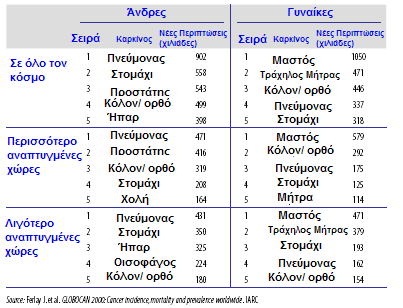 Άνδρες Γυναίκες
Σειρά Καρκίνος Νέες Περιπτώσεις (χιλιάδες) Σειρά Καρκίνος Νέες Περιπτώσεις (χιλιάδες)
Σε όλο τον κόσμο
1 Πνεύμονας 902 1 Μαστός 1050
2 Στομάχι 558 2 Τράχηλος Μήτρας 471
3 Προστάτης 543 3 Κόλον/ ορθό 446
4 Κόλον/ ορθό 499 4 Πνεύμονας 337
5 Ήπαρ 398 5 Στομάχι 318
Περισσότερο αναπτυγμένες χώρες
1 Πνεύμονας 471 1 Μαστός 579
2 Προστάτης 416 2 Κόλον/ ορθό 292
3 Κόλον/ ορθό 319 3 Πνεύμονας 175
4 Στομάχι 208 4 Στομάχι 125
5 Χολή 164 5 Μήτρα 114
Λιγότερο αναπτυγμένες χώρες
1 Πνεύμονας 431 1 Μαστός 471
2 Στομάχι 350 2 Τράχηλος Μήτρας 379
3 Ήπαρ 325 3 Στομάχι 193
4 Οισοφάγος 224 4 Πνεύμονας 162
5 Κόλον/ ορθό 180 5 Κόλον/ ορθό 154
Source: Ferlay J. et al. GLOBOCAN 2000: Cancer incidence, mortality and prevalence worldwide. IARC